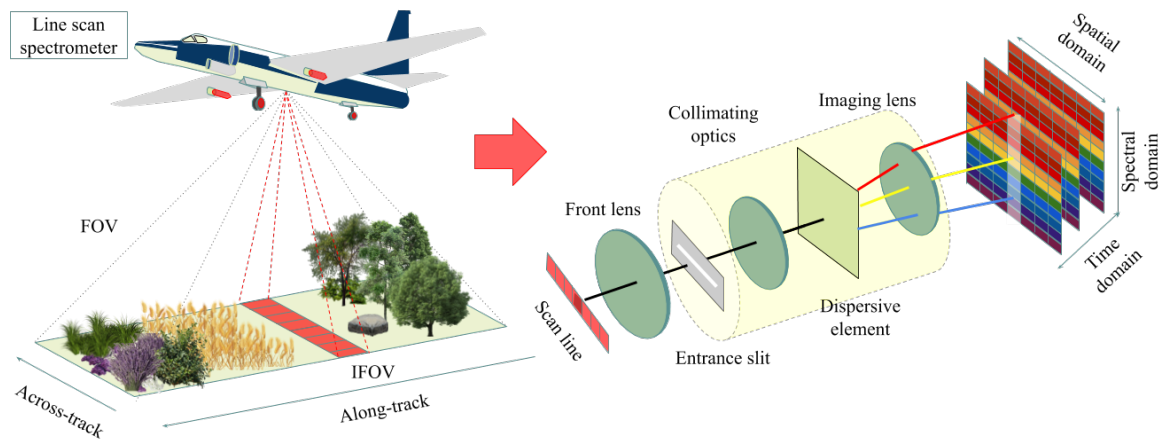 Line scan
spectrometer
FOV
IFOV
Across-track
Along-track
Scan line
Front lens
Entrance slit
Collimating
optics
Dispersive
element
Imaging lens
Spatial
domain
Spectral
domain
Time
domain